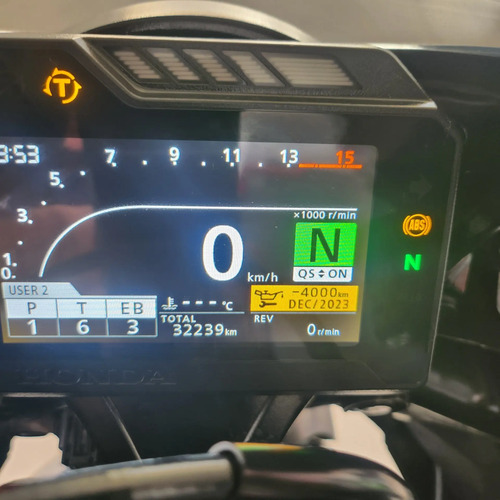 T
3:53
7 9 11 13 15
5
3
1
0
×1000 r/min
0 km/h
N
QS ON
ABS
N
USER 2
P T EB
1 6 3
---°C
TOTAL
32239km
-4000km
DEC/2023
REV
0r/min
HONDA